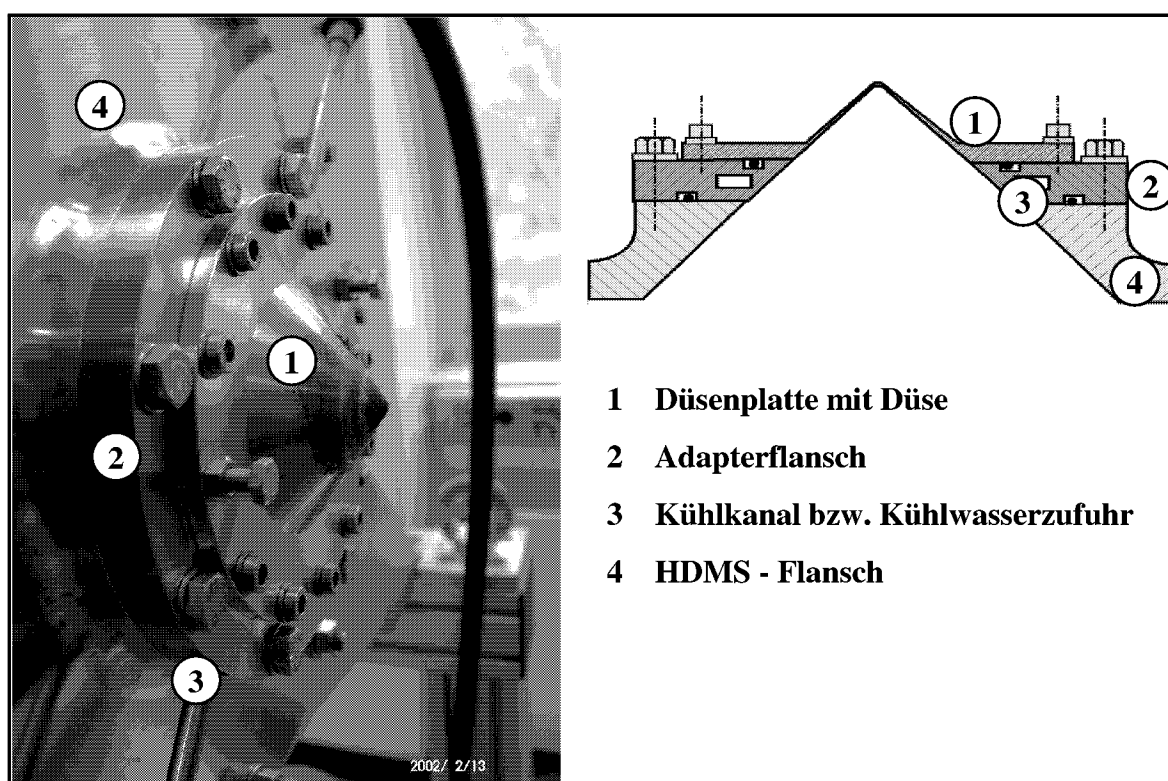 4
1
2
3
2002/ 2/13
1
2
3
4
1 Düsenplatte mit Düse
2 Adapterflansch
3 Kühlkanal bzw. Kühlwasserzufuhr
4 HDMS - Flansch